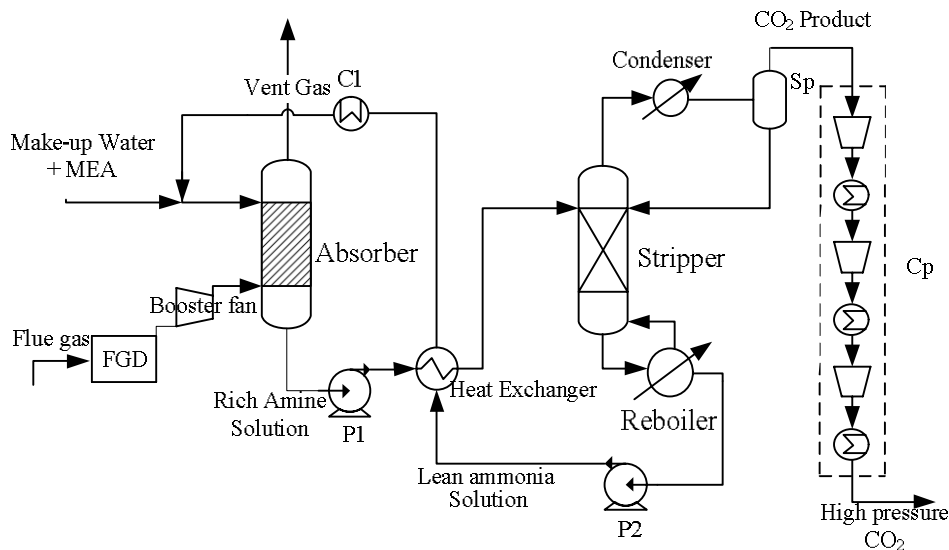 CO2 Product
Condenser
Sp
C1
Vent Gas
Make-up Water
+ MEA
Absorber
Stripper
Cp
Booster fan
Flue gas
FGD
Heat Exchanger
Rich Amine
Solution
P1
Reboiler
Lean ammonia
Solution
P2
High pressure
CO2